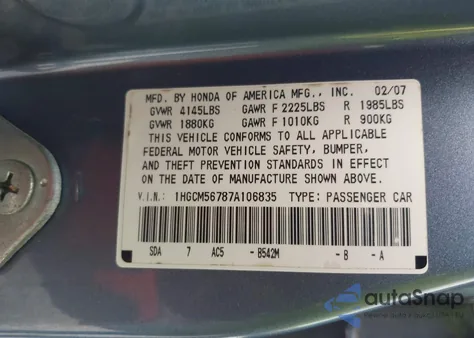 MFD. BY HONDA OF AMERICA MFG., INC. 02/07
GVWR 4145LBS GAWR F 2225LBS R 1985LBS
GVWR 1880KG GAWR F 1010KG R 900KG
THIS VEHICLE CONFORMS TO ALL APPLICABLE
FEDERAL MOTOR VEHICLE SAFETY, BUMPER,
AND THEFT PREVENTION STANDARDS IN EFFECT
ON THE DATE OF MANUFACTURE SHOWN ABOVE.
V.I.N.: 1HGCM56787A106835 TYPE: PASSENGER CAR
SDA 7 AC5 - B542M - B - A
autoSnap